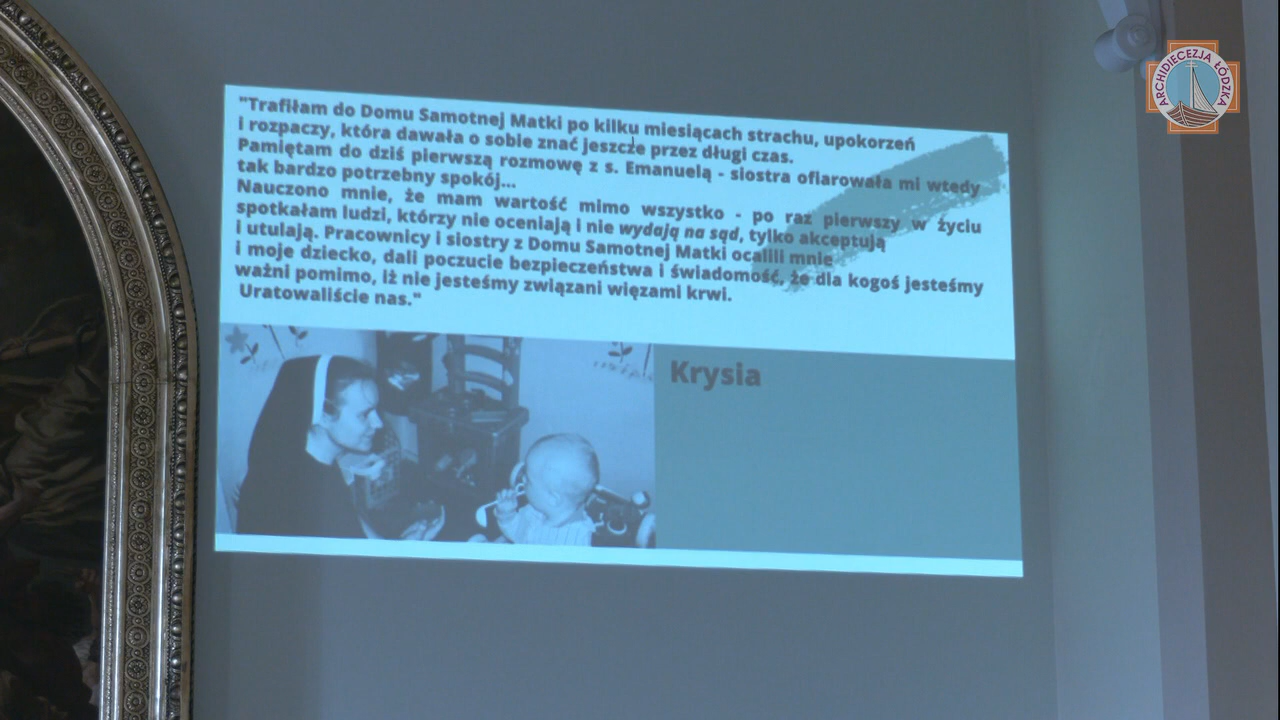 "Trafiłam do Domu Samotnej Matki po kilku miesiącach strachu, upokorzeń
i rozpaczy, która dawała o sobie znać jeszcze przez długi czas.
Pamiętam do dziś pierwszą rozmowę z s. Emanuelą - siostra ofiarowała mi wtedy
tak bardzo potrzebny spokój...
Nauczono mnie, że mam wartość mimo wszystko - po raz pierwszy w życiu
spotkałam ludzi, którzy nie oceniają i nie wydają na sąd, tylko akceptują
i utulają. Pracownicy i siostry z Domu Samotnej Matki ocalili mnie
i moje dziecko, dali poczucie bezpieczeństwa i świadomość, że dla kogoś jesteśmy
ważni pomimo, iż nie jesteśmy związani więzami krwi.
Uratowaliście nas."
Krysia
ARCHIDIECEZJA ŁÓDZKA